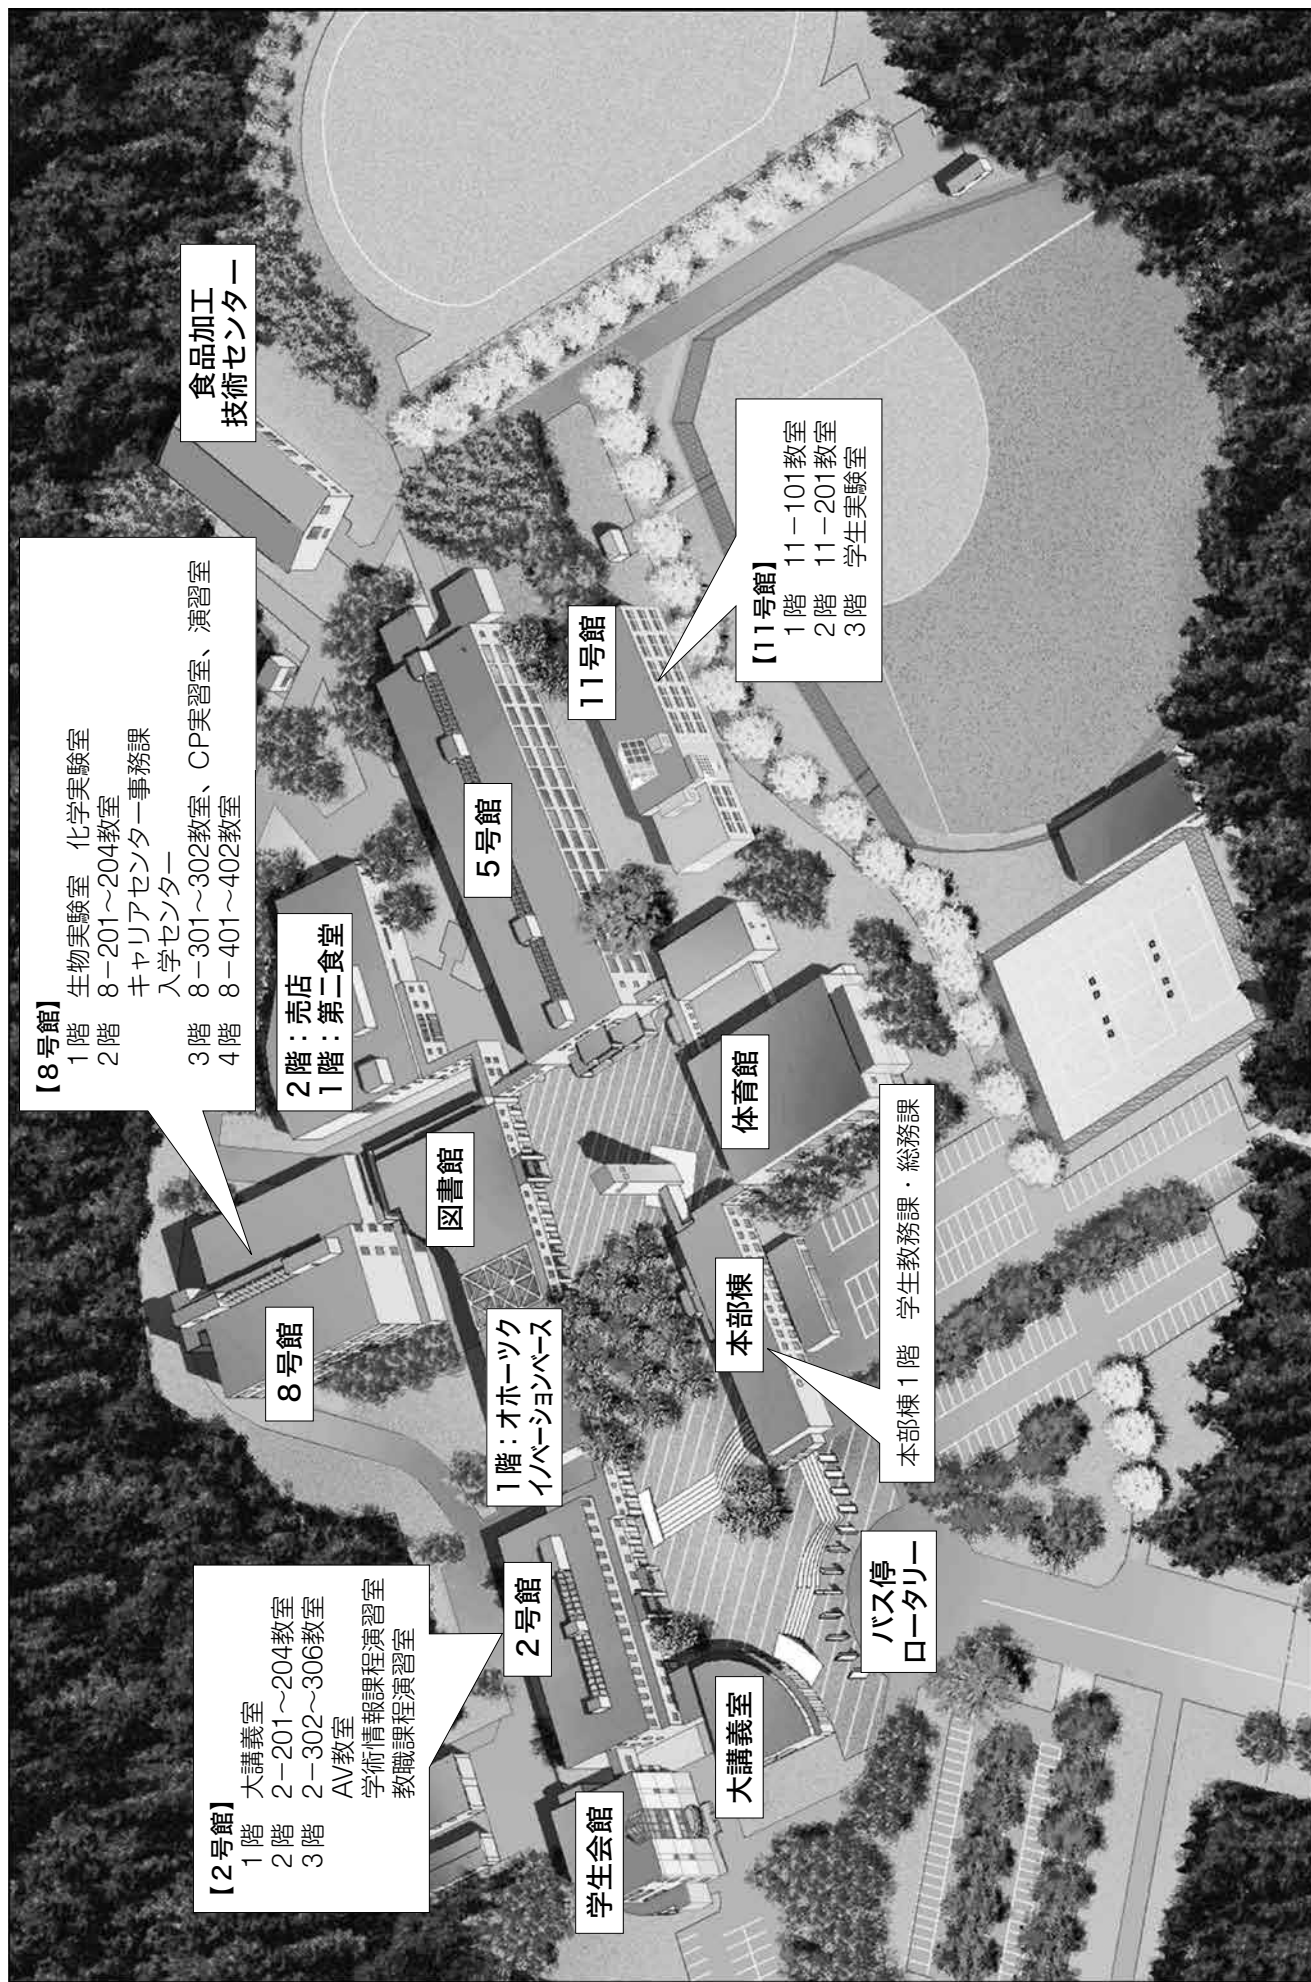 【8号館】
1階　生物実験室　化学実験室
2階　8−201〜204教室
キャリアセンター事務課
入学センター
3階　8−301〜302教室、CP実習室、演習室
4階　8−401〜402教室
食品加工
技術センター
【2号館】
1階　大講義室
2階　2−201〜204教室
3階　2−302〜306教室
AV教室
学術情報課程演習室
教職課程演習室
8号館
2階：売店
1階：第二食堂
図書館
5号館
11号館
1階：オホーツク
イノベーションベース
2号館
学生会館
大講義室
本部棟
体育館
【11号館】
1階　11−101教室
2階　11−201教室
3階　学生実験室
バス停
ロータリー
本部棟1階　学生教務課・総務課